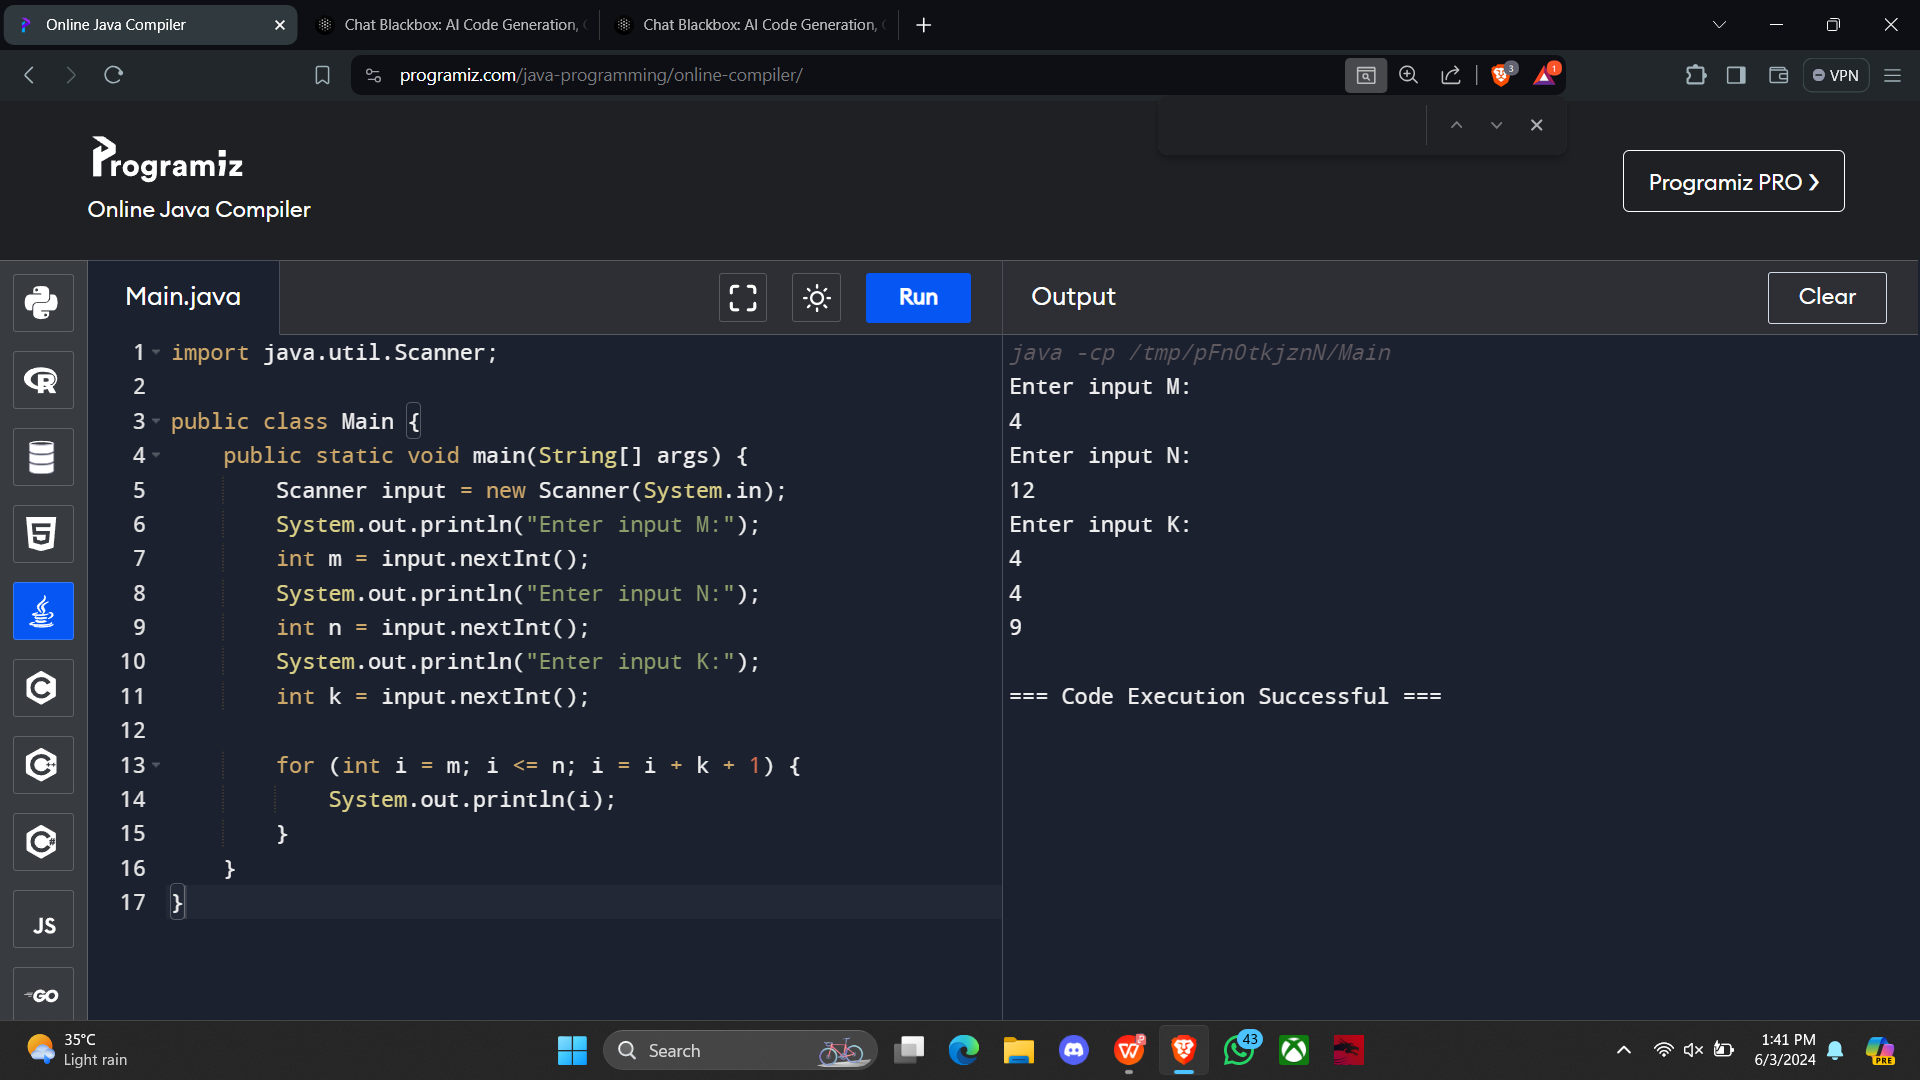 Online Java Compiler
Chat Blackbox: AI Code Generation,
Chat Blackbox: AI Code Generation,
programiz.com/java-programming/online-compiler/
3
1
VPN
Programiz
Online Java Compiler
Programiz PRO
Main.java
Run
Output
Clear
1 import java.util.Scanner;
2
3 public class Main {
4 public static void main(String[] args) {
5 Scanner input = new Scanner(System.in);
6 System.out.println("Enter input M:");
7 int m = input.nextInt();
8 System.out.println("Enter input N:");
9 int n = input.nextInt();
10 System.out.println("Enter input K:");
11 int k = input.nextInt();
12
13 for (int i = m; i <= n; i = i + k + 1) {
14 System.out.println(i);
15 }
16 }
17 }
java -cp /tmp/pFnOtkjznN/Main
Enter input M:
4
Enter input N:
12
Enter input K:
4
4
9
=== Code Execution Successful ===
R
5
C
C++
C#
JS
GO
35°C
Light rain
Search
W
43
1:41 PM
6/3/2024
PRE